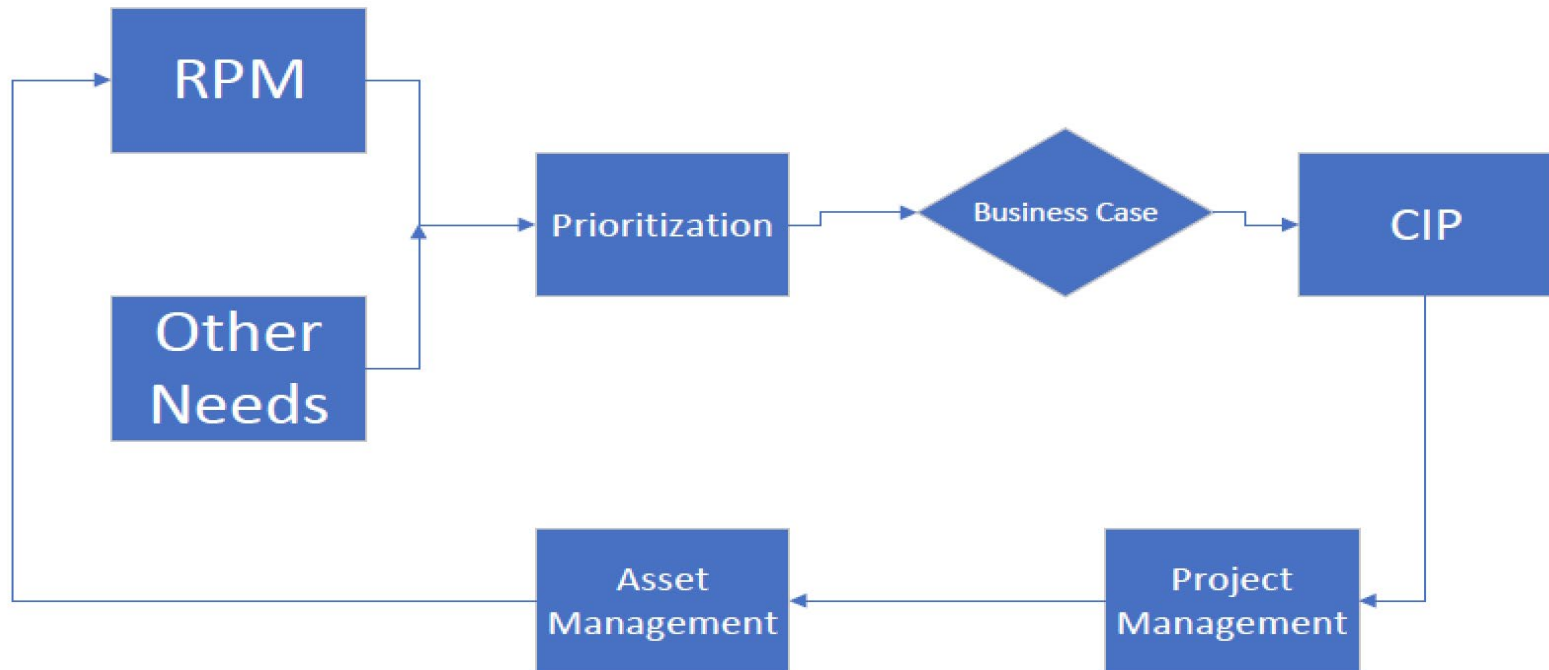 RPM
Prioritization
Business Case
CIP
Other
Needs
Asset
Management
Project
Management